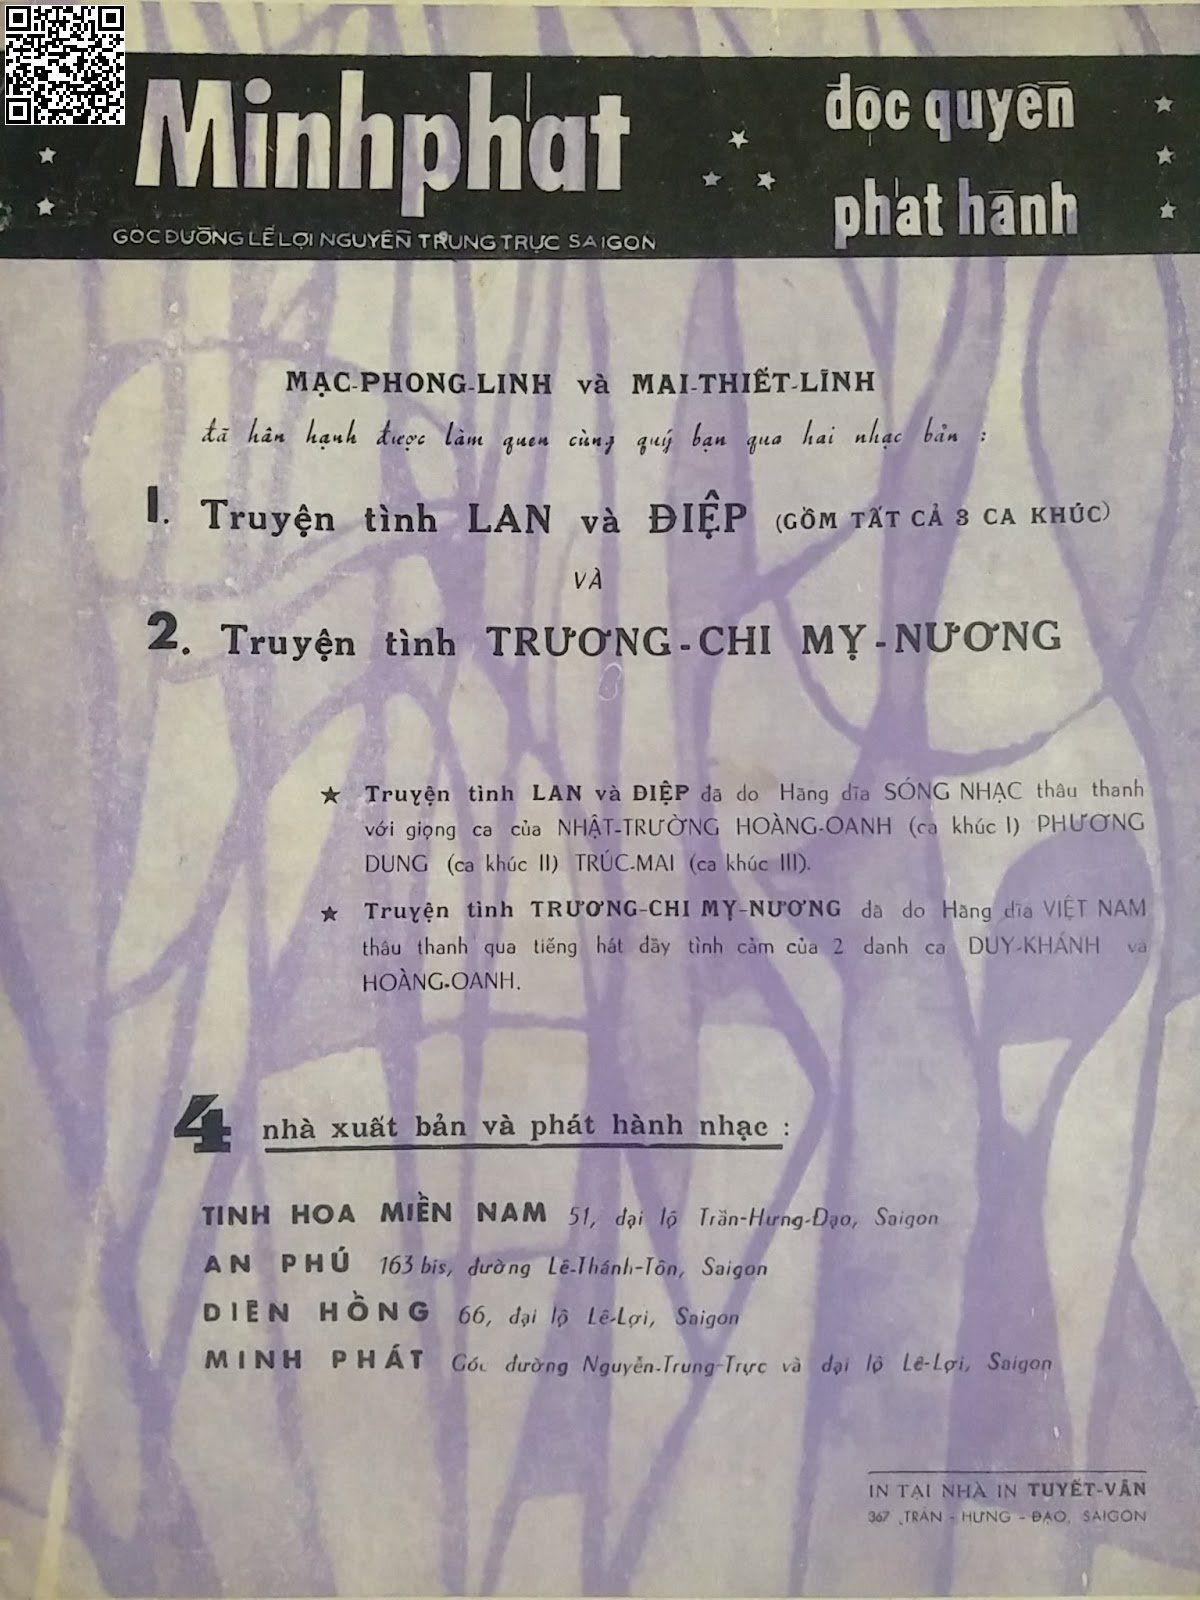 Minhphát
độc quyền
phát hành
GÓC ĐƯỜNG LÊ LỢI NGUYỄN TRUNG TRỰC SAIGON
MẠC-PHONG-LINH và MAI-THIẾT-LĨNH
đã hân hạnh được làm quen cùng quý bạn qua hai nhạc bản :
1. Truyện tình LAN và ĐIỆP (GỒM TẤT CẢ 3 CA KHÚC)
VÀ
2. Truyện tình TRƯƠNG-CHI MỴ-NƯƠNG
★ Truyện tình LAN và ĐIỆP đã do Hãng dĩa SÓNG NHẠC thâu thanh
với giọng ca của NHẬT-TRƯỜNG HOÀNG-OANH (ca khúc I) PHƯƠNG
DUNG (ca khúc II) TRÚC-MAI (ca khúc III).
★ Truyện tình TRƯƠNG-CHI MỴ-NƯƠNG đã do Hãng dĩa VIỆT NAM
thâu thanh qua tiếng hát đầy tình cảm của 2 danh ca DUY-KHÁNH và
HOÀNG-OANH.
4 nhà xuất bản và phát hành nhạc :
TINH HOA MIỀN NAM 51, đại lộ Trần-Hưng-Đạo, Saigon
AN PHÚ 163 bis, đường Lê-Thánh-Tôn, Saigon
DIÊN HỒNG 66, đại lộ Lê-Lợi, Saigon
MINH PHÁT Góc đường Nguyễn-Trung-Trực và đại lộ Lê-Lợi, Saigon
IN TẠI NHÀ IN TUYẾT-VÂN
367 TRẦN - HƯNG - ĐẠO, SAIGON